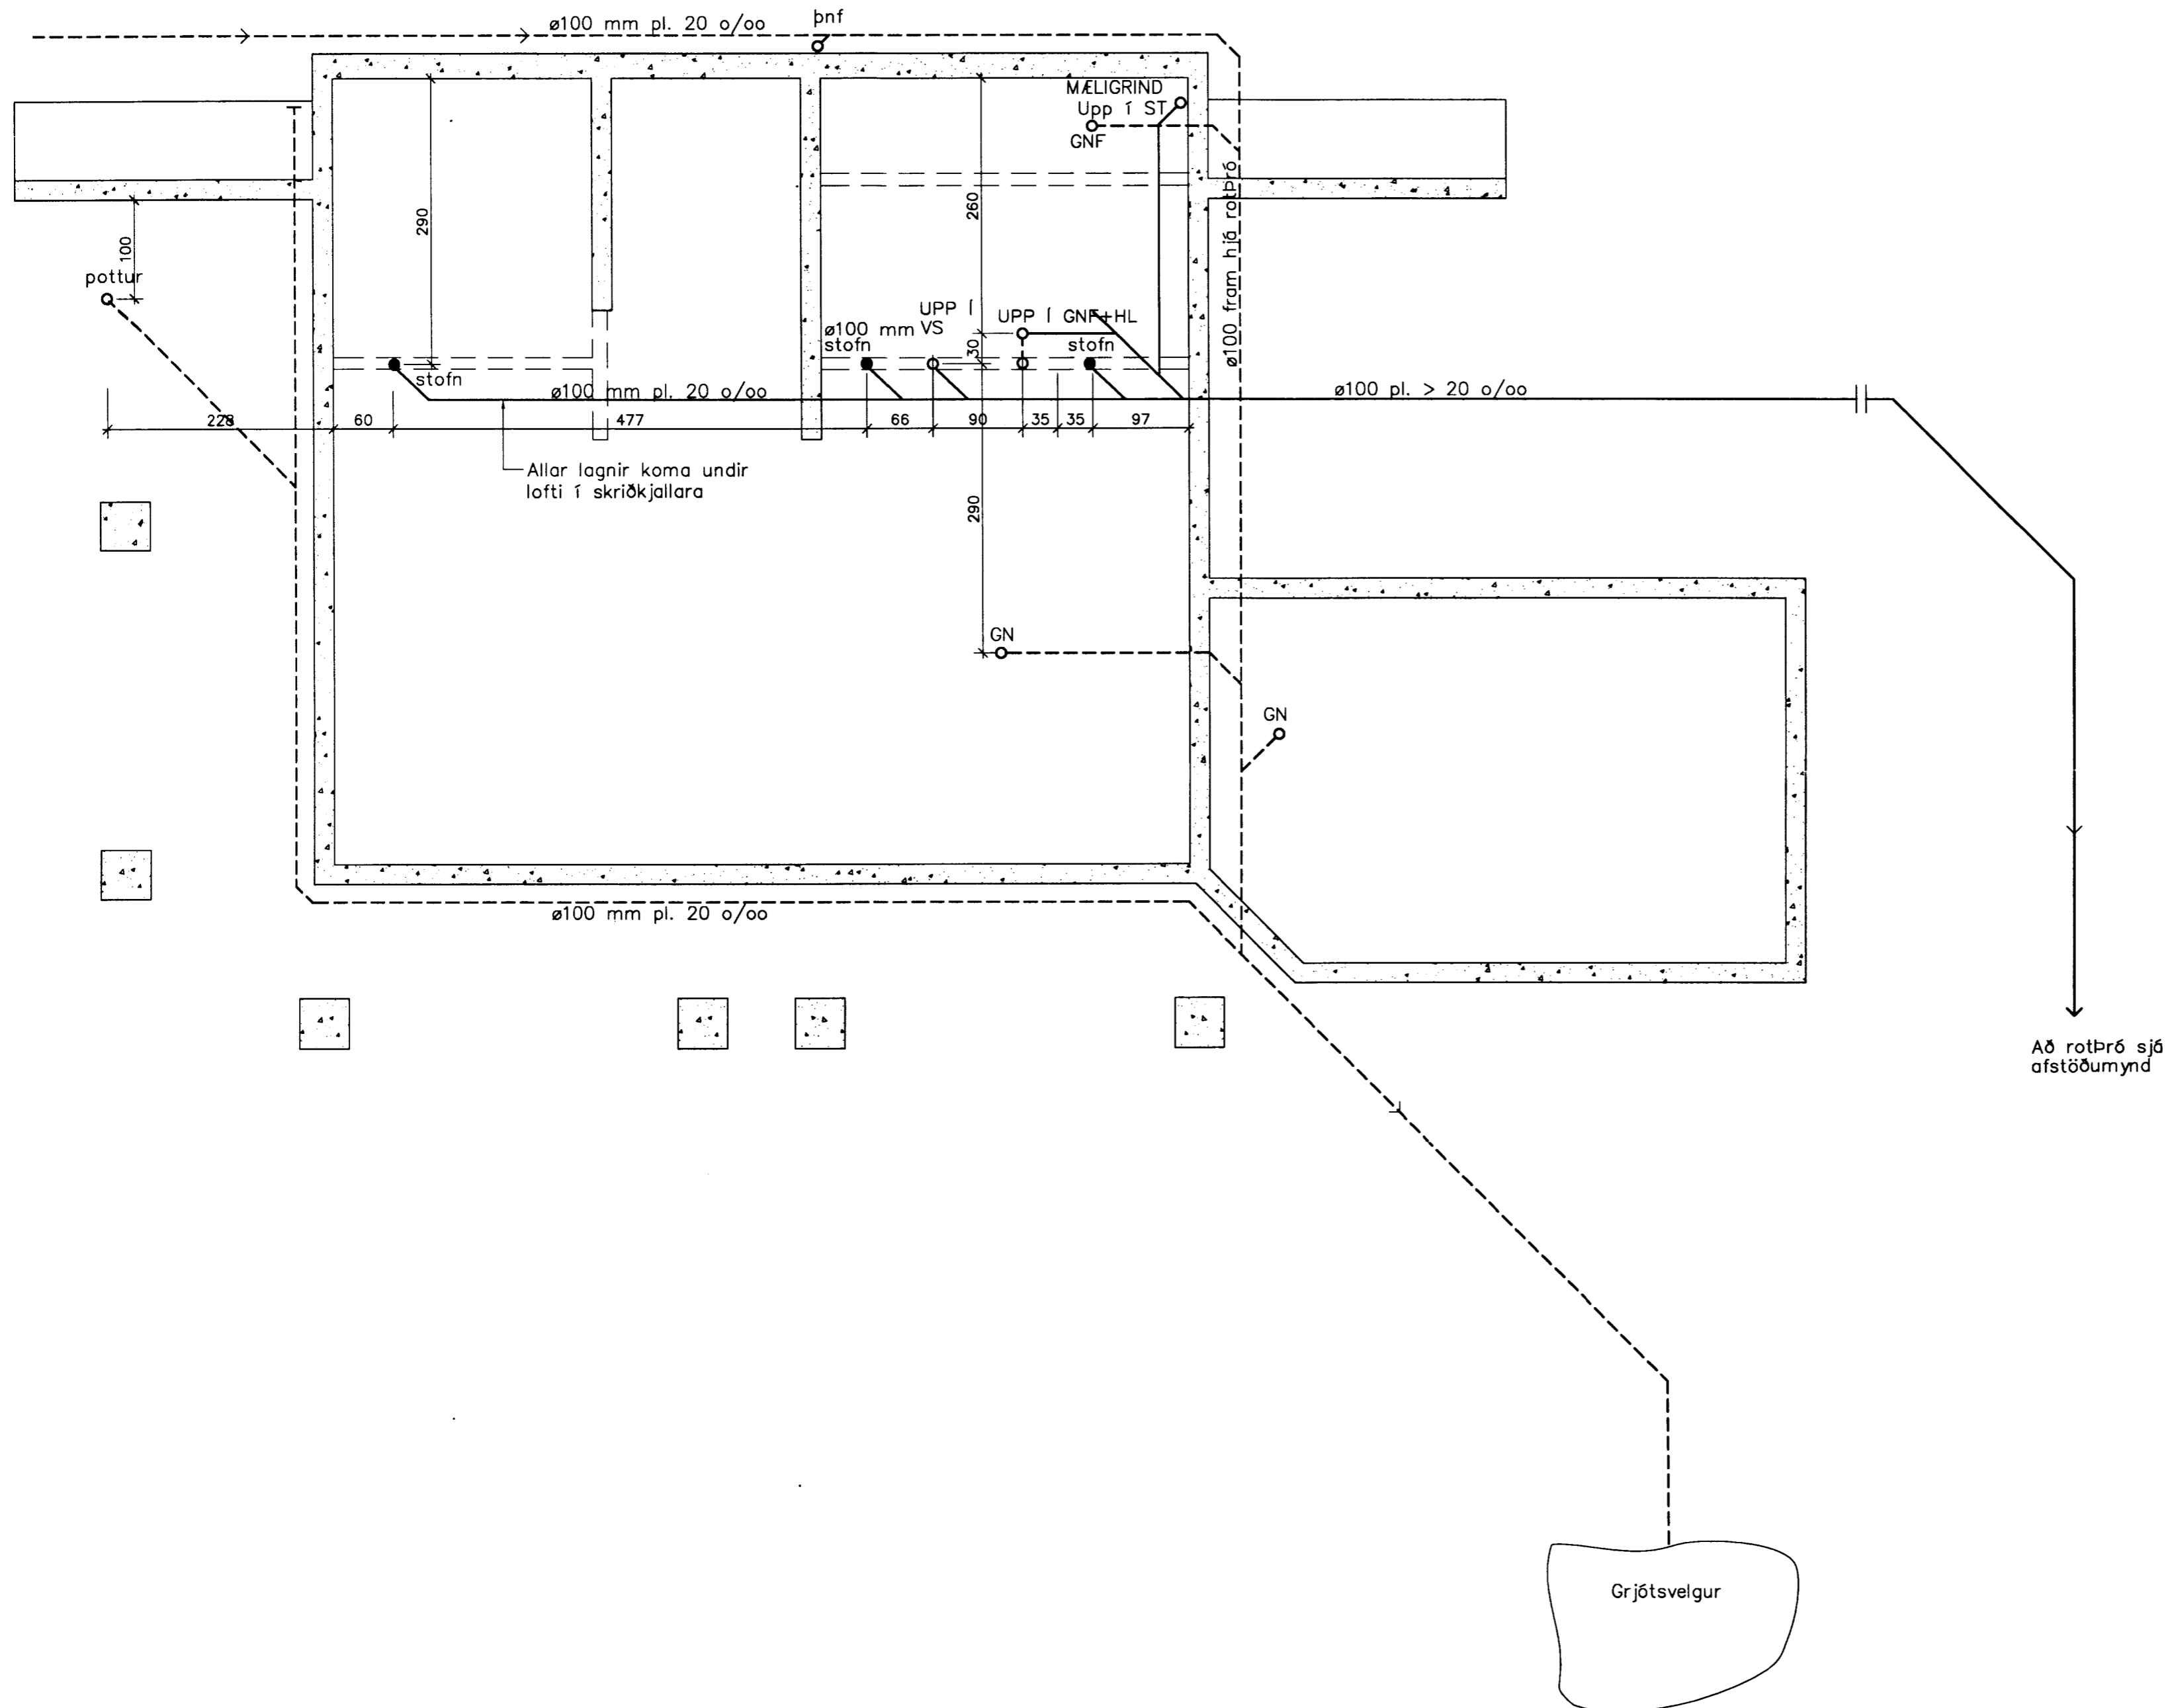 ø100 mm pl. 20 o/oo
þnf
MÆLIGRIND
Upp í ST
GNF
ø100 fram hjá rotþró
290
260
100
pottur
UPP Í
VS
UPP Í GNF+HL
ø100 mm
stofn
30
stofn
stofn
ø100 mm pl. 20 o/oo
ø100 pl. > 20 o/oo
228
60
477
66
90
35
35
97
Allar lagnir koma undir
lofti í skriðkjallara
290
GN
GN
ø100 mm pl. 20 o/oo
Að rotþró sjá
afstöðumynd
Grjótsvelgur